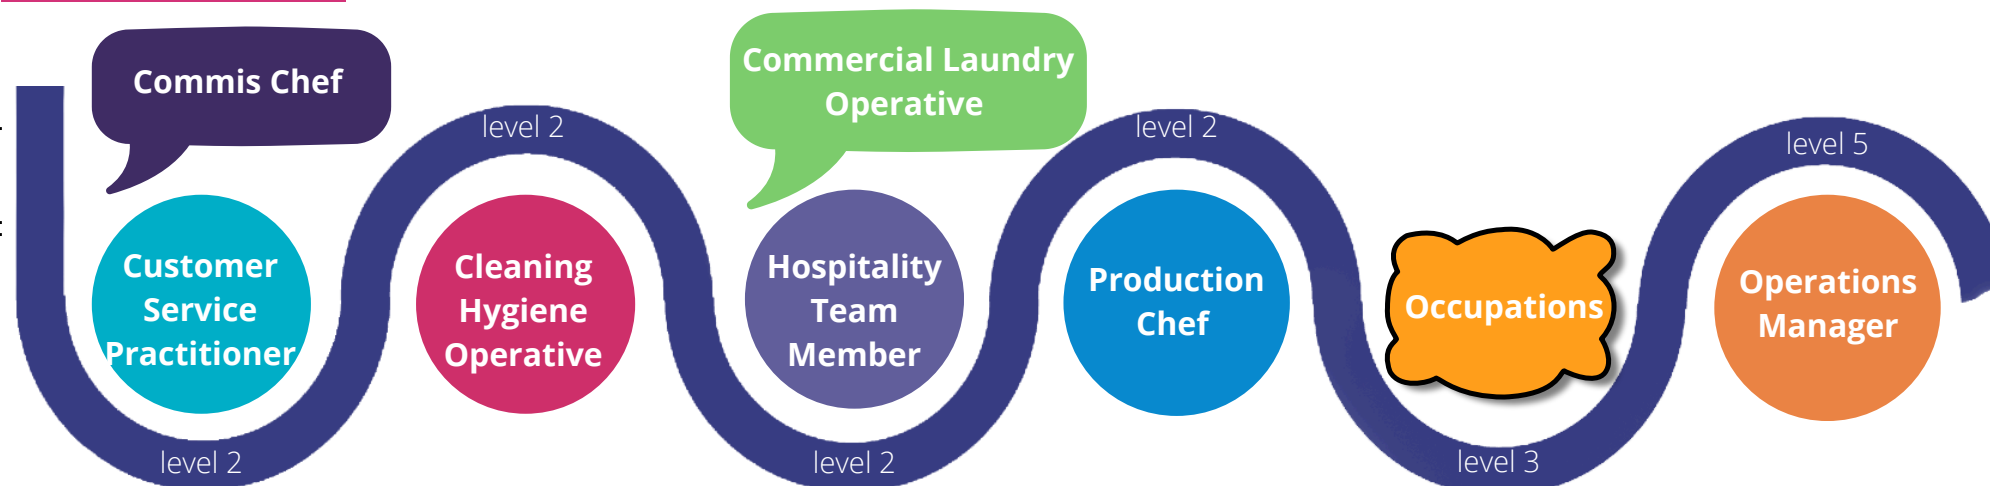 Commis Chef
Commercial Laundry
Operative
level 2
level 2
level 5
Customer
Service
Practitioner
Cleaning
Hygiene
Operative
Hospitality
Team
Member
Production
Chef
Occupations
Operations
Manager
level 2
level 2
level 3